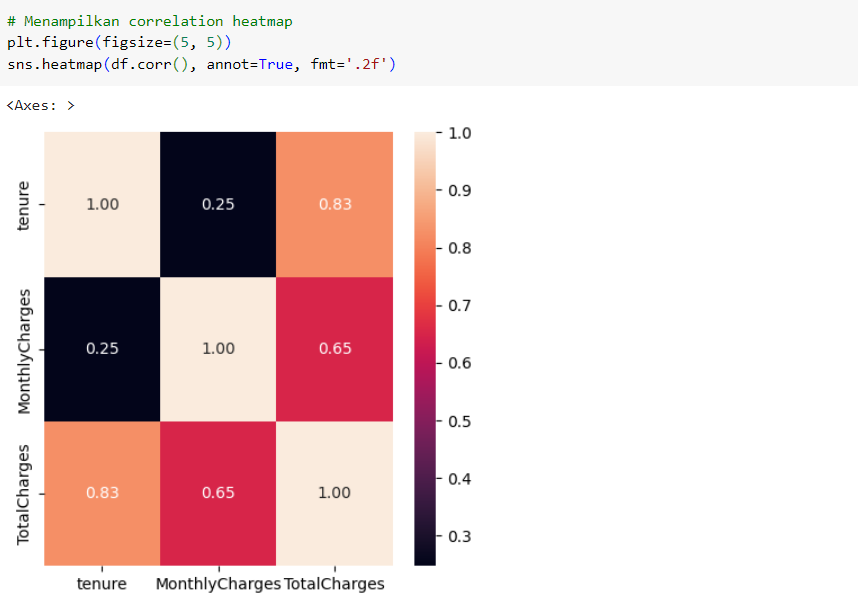 # Menampilkan correlation heatmap
plt.figure(figsize=(5, 5))
sns.heatmap(df.corr(), annot=True, fmt='.2f')
<Axes: >
tenure
1.00
0.25
0.83
MonthlyCharges
0.25
1.00
0.65
TotalCharges
0.83
0.65
1.00
tenure
MonthlyCharges
TotalCharges
1.0
0.9
0.8
0.7
0.6
0.5
0.4
0.3